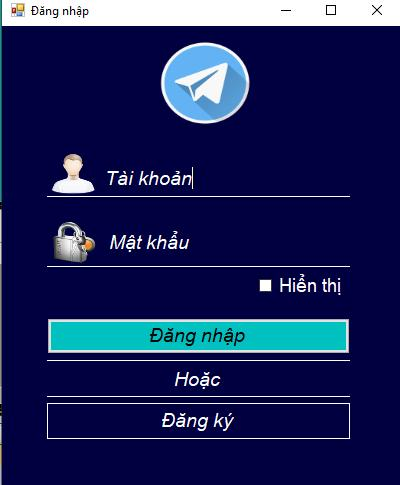 Đăng nhập
Tài khoản
Mật khẩu
Hiển thị
Đăng nhập
Hoặc
Đăng ký